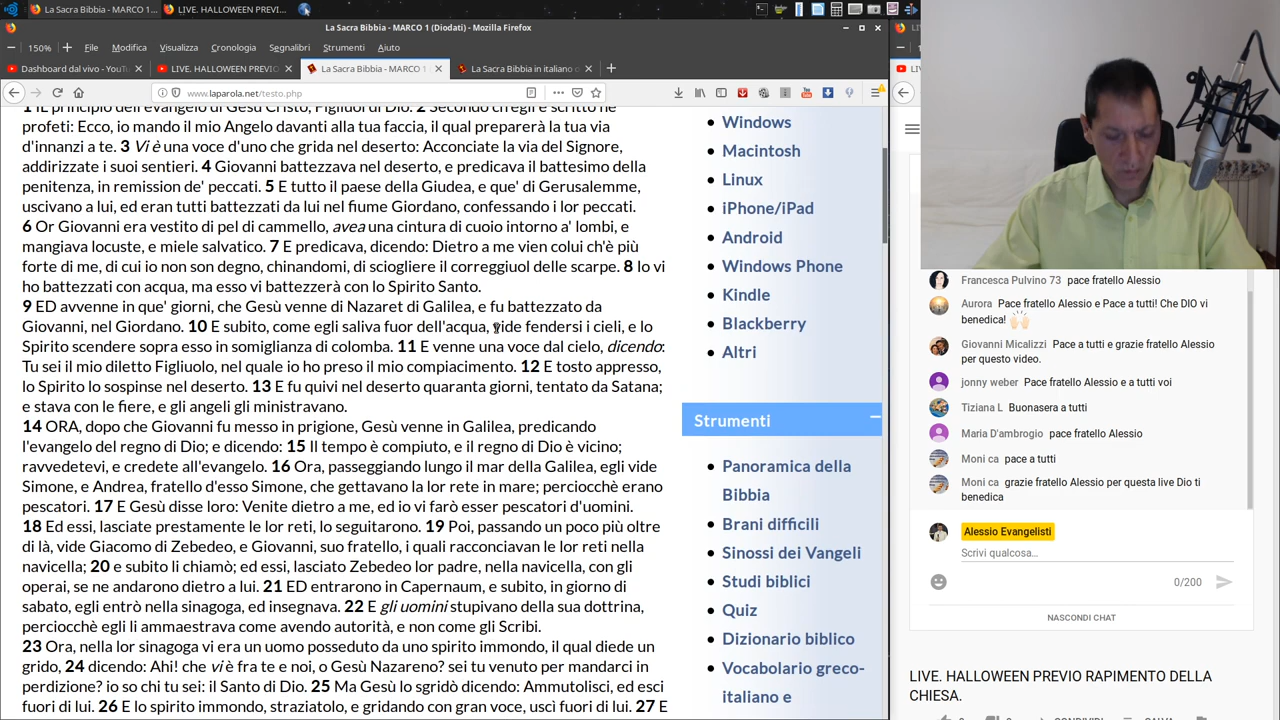 La Sacra Bibbia - MARCO 1...
LIVE. HALLOWEEN PREVI...
La Sacra Bibbia - MARCO 1 (Diodati) - Mozilla Firefox
150%
File
Modifica
Visualizza
Cronologia
Segnalibri
Strumenti
Aiuto
Dashboard dal vivo - YouTu
LIVE. HALLOWEEN PREVIO
La Sacra Bibbia - MARCO 1 (
La Sacra Bibbia in italiano d
www.laparola.net/testo.php
1 IL principio dell'evangelo di Gesù Cristo, Figliuol di Dio. 2 Secondo ch'egli è scritto ne'
profeti: Ecco, io mando il mio Angelo davanti alla tua faccia, il qual preparerà la tua via
d'innanzi a te. 3 Vi è una voce d'uno che grida nel deserto: Acconciate la via del Signore,
addirizzate i suoi sentieri. 4 Giovanni battezzava nel deserto, e predicava il battesimo della
penitenza, in remission de' peccati. 5 E tutto il paese della Giudea, e que' di Gerusalemme,
uscivano a lui, ed eran tutti battezzati da lui nel fiume Giordano, confessando i lor peccati.
6 Or Giovanni era vestito di pel di cammello, avea una cintura di cuoio intorno a' lombi, e
mangiava locuste, e miele salvatico. 7 E predicava, dicendo: Dietro a me vien colui ch'è più
forte di me, di cui io non son degno, chinandomi, di sciogliere il correggiuol delle scarpe. 8 Io vi
ho battezzati con acqua, ma esso vi battezzerà con lo Spirito Santo.
9 ED avvenne in que' giorni, che Gesù venne di Nazaret di Galilea, e fu battezzato da
Giovanni, nel Giordano. 10 E subito, come egli saliva fuor dell'acqua, vide fendersi i cieli, e lo
Spirito scendere sopra esso in somiglianza di colomba. 11 E venne una voce dal cielo, dicendo:
Tu sei il mio diletto Figliuolo, nel quale io ho preso il mio compiacimento. 12 E tosto appresso,
lo Spirito lo sospinse nel deserto. 13 E fu quivi nel deserto quaranta giorni, tentato da Satana;
e stava con le fiere, e gli angeli gli ministravano.
14 ORA, dopo che Giovanni fu messo in prigione, Gesù venne in Galilea, predicando
l'evangelo del regno di Dio; e dicendo: 15 Il tempo è compiuto, e il regno di Dio è vicino;
ravvedetevi, e credete all'evangelo. 16 Ora, passeggiando lungo il mar della Galilea, egli vide
Simone, e Andrea, fratello d'esso Simone, che gettavano la lor rete in mare; perciocchè erano
pescatori. 17 E Gesù disse loro: Venite dietro a me, ed io vi farò esser pescatori d'uomini.
18 Ed essi, lasciate prestamente le lor reti, lo seguitarono. 19 Poi, passando un poco più oltre
di là, vide Giacomo di Zebedeo, e Giovanni, suo fratello, i quali racconciavan le lor reti nella
navicella; 20 e subito li chiamò; ed essi, lasciato Zebedeo lor padre, nella navicella, con gli
operai, se ne andarono dietro a lui. 21 ED entrarono in Capernaum, e subito, in giorno di
sabato, egli entrò nella sinagoga, ed insegnava. 22 E gli uomini stupivano della sua dottrina,
perciocchè egli li ammaestrava come avendo autorità, e non come gli Scribi.
23 Ora, nella lor sinagoga vi era un uomo posseduto da uno spirito immondo, il qual diede un
grido, 24 dicendo: Ahi! che vi è fra te e noi, o Gesù Nazareno? sei tu venuto per mandarci in
perdizione? io so chi tu sei: il Santo di Dio. 25 Ma Gesù lo sgridò dicendo: Ammutolisci, ed esci
fuori di lui. 26 E lo spirito immondo, straziatolo, e gridando con gran voce, uscì fuori di lui. 27 E
Windows
Macintosh
Linux
iPhone/iPad
Android
Windows Phone
Kindle
Blackberry
Altri
Strumenti
Panoramica della
Bibbia
Brani difficili
Sinossi dei Vangeli
Studi biblici
Quiz
Dizionario biblico
Vocabolario greco-
italiano e
Francesca Pulvino 73 pace fratello Alessio
Aurora Pace fratello Alessio e Pace a tutti! Che DIO vi
benedica!
Giovanni Micalizzi Pace a tutti e grazie fratello Alessio
per questo video.
jonny weber Pace fratello Alessio e a tutti voi
Tiziana L Buonasera a tutti
Maria D'ambrogio pace fratello Alessio
Moni ca pace a tutti
Moni ca grazie fratello Alessio per questa live Dio ti
benedica
Alessio Evangelisti
Scrivi qualcosa...
0/200
NASCONDI CHAT
LIVE. HALLOWEEN PREVIO RAPIMENTO DELLA
CHIESA.